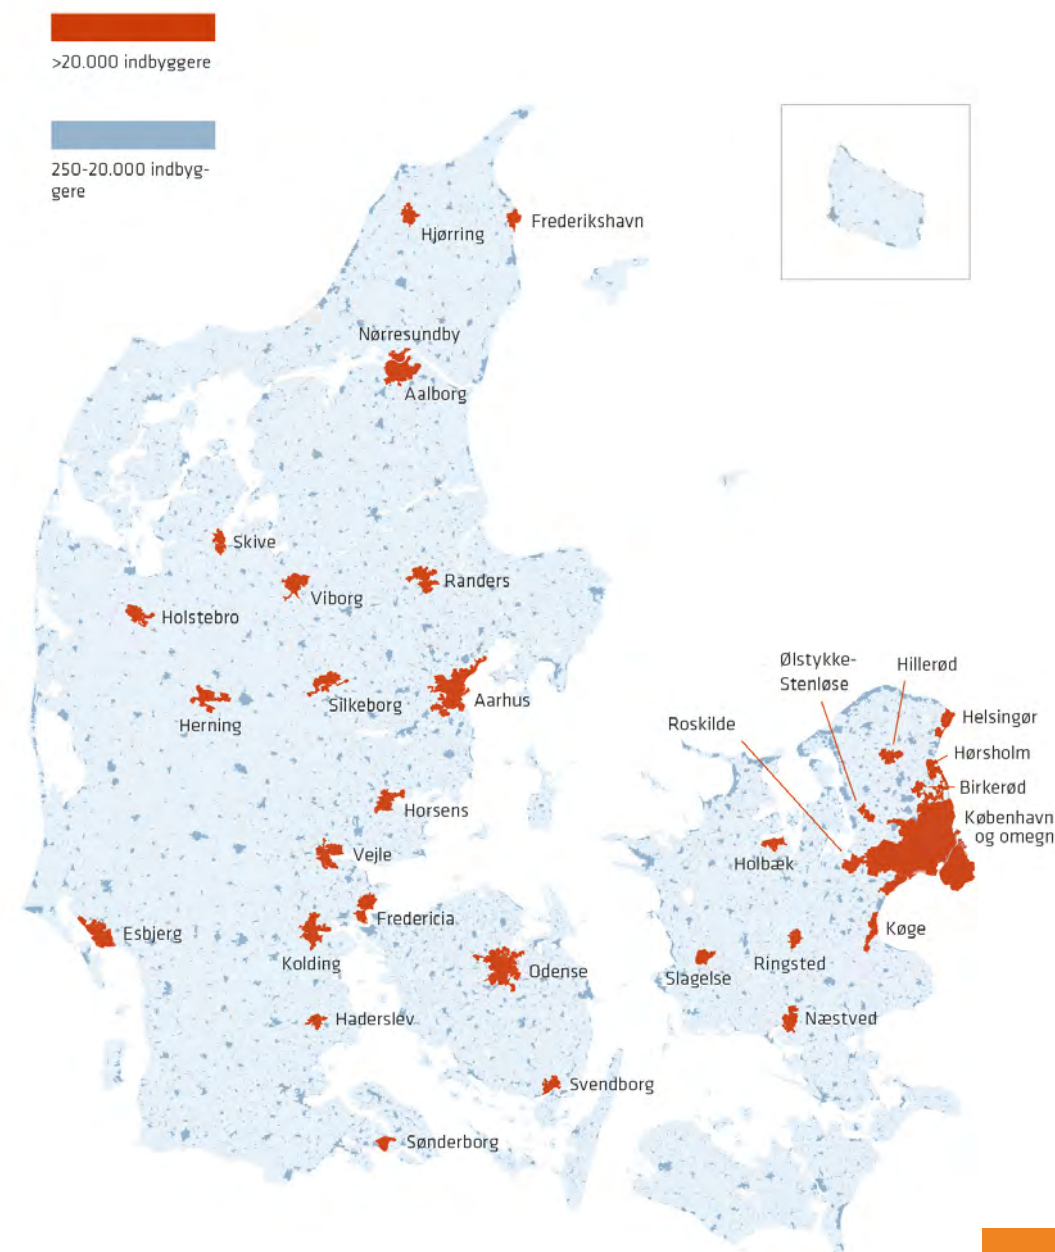 >20.000 indbyggere
250-20.000 indbyg-
gere
Hjørring
Frederikshavn
Nørresundby
Aalborg
Skive
Viborg
Randers
Holstebro
Silkeborg
Aarhus
Herning
Horsens
Vejle
Fredericia
Esbjerg
Kolding
Odense
Haderslev
Svendborg
Sønderborg
Ølstykke-
Stenløse
Hillerød
Roskilde
Helsingør
Hørsholm
Birkerød
København
og omegn
Holbæk
Køge
Ringsted
Slagelse
Næstved